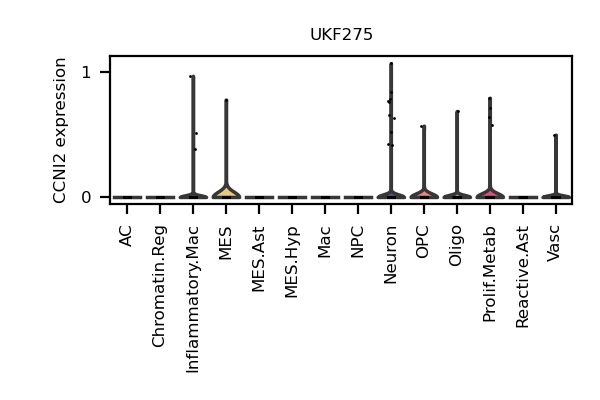 UKF275
CCNI2 expression
1
0
AC
Chromatin.Reg
Inflammatory.Mac
MES
MES.Ast
MES.Hyp
Mac
NPC
Neuron
OPC
Oligo
Prolif.Metab
Reactive.Ast
Vasc